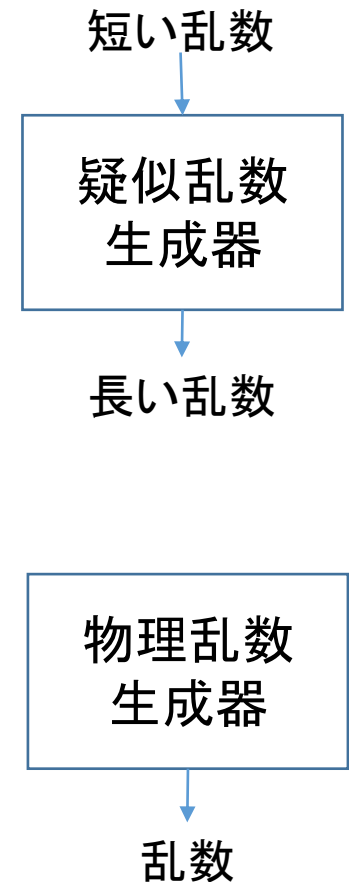 短い乱数
疑似乱数
生成器
長い乱数
物理乱数
生成器
乱数